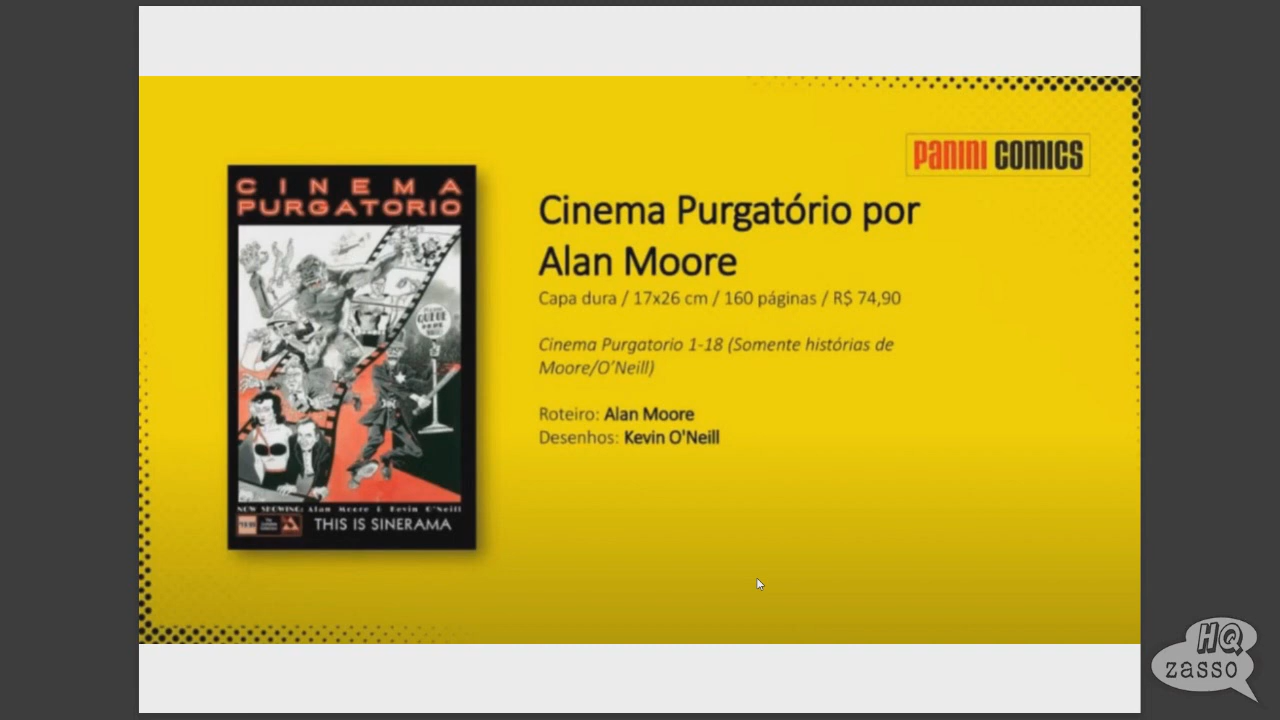 PANINI COMICS
CINEMA
PURGATORIO
QUEUE
NOW SHOWING: Alan Moore & Kevin O'Neill
THIS IS SINERAMA
Cinema Purgatório por
Alan Moore
Capa dura / 17x26 cm / 160 páginas / R$ 74,90
Cinema Purgatorio 1-18 (Somente histórias de
Moore/O'Neill)
Roteiro: Alan Moore
Desenhos: Kevin O'Neill
HQ
zasso